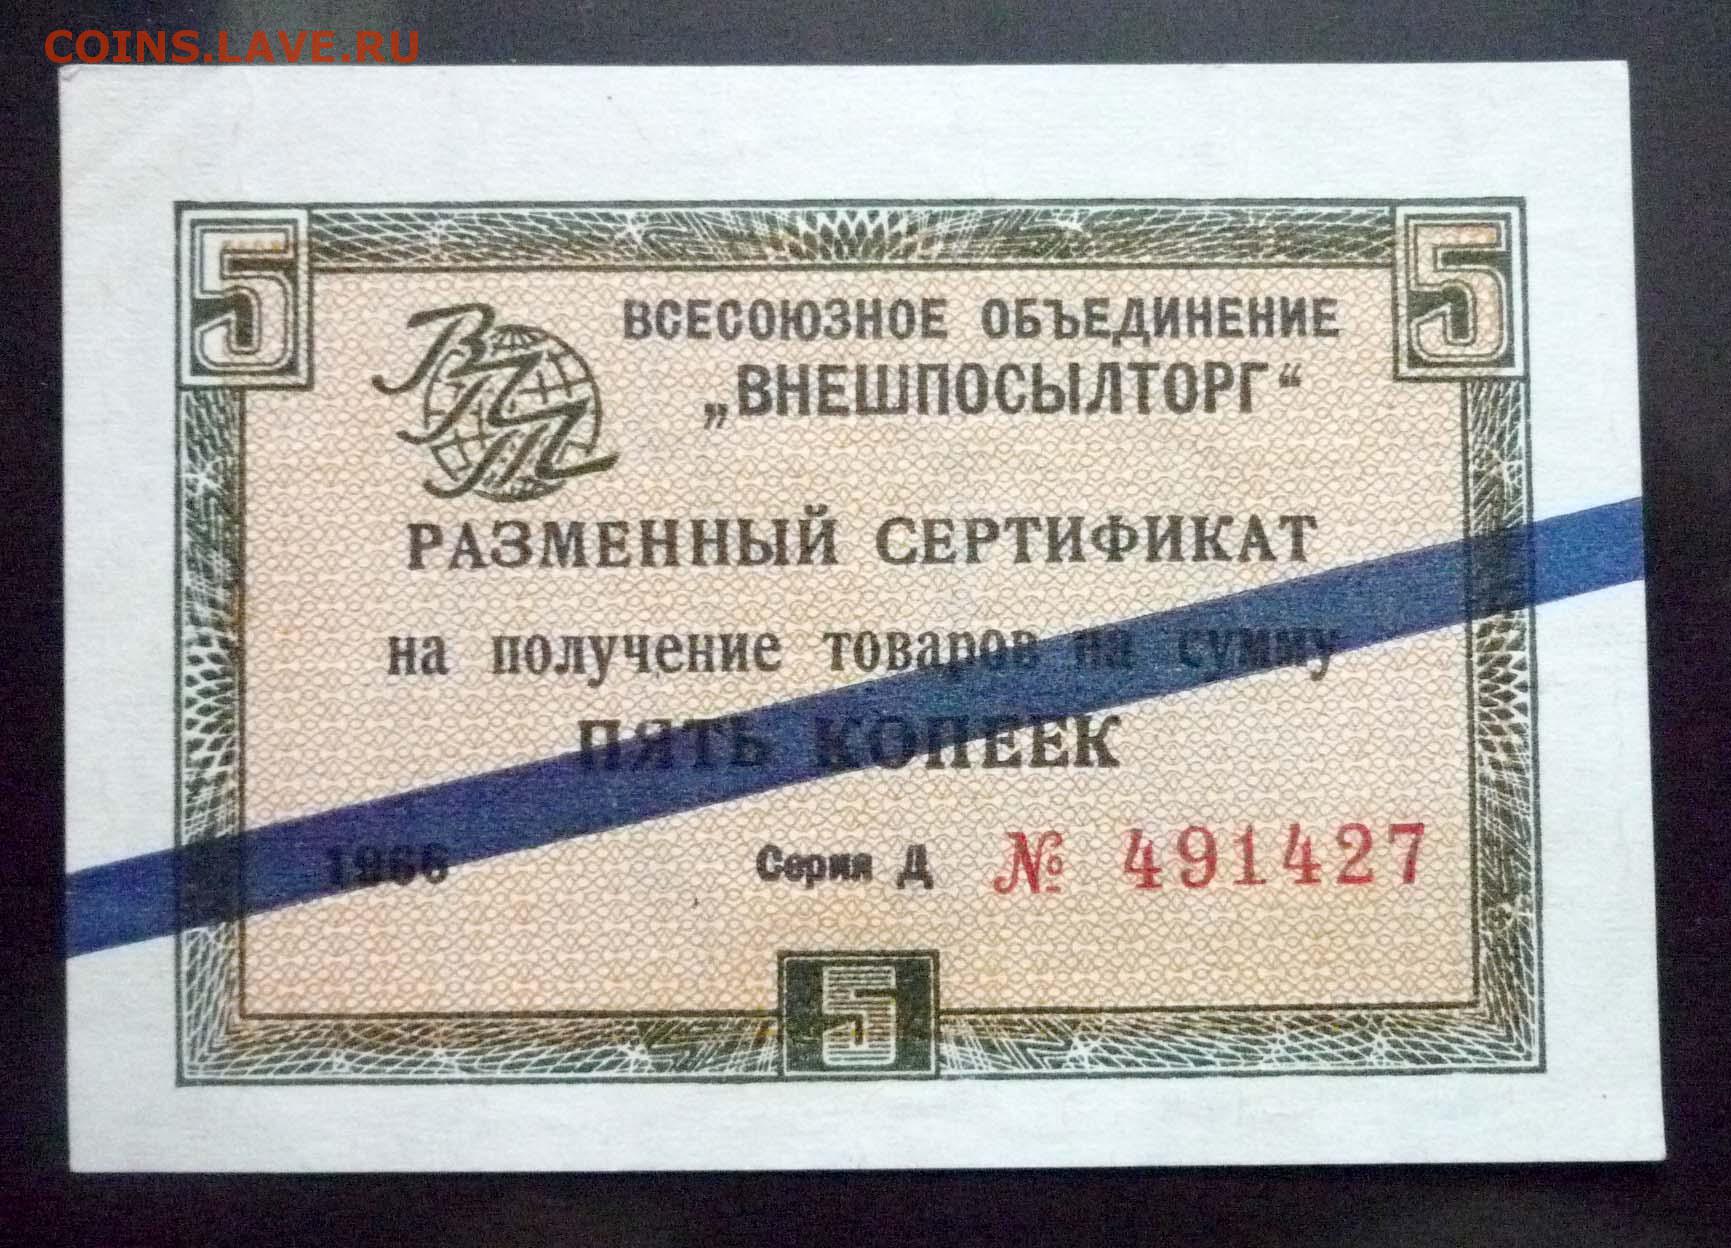 COINS.LAVE.RU
5 5
ВПТ
ВСЕСОЮЗНОЕ ОБЪЕДИНЕНИЕ
„ВНЕШПОСЫЛТОРГ“
РАЗМЕННЫЙ СЕРТИФИКАТ
на получение товаров на сумму
ПЯТЬ КОПЕЕК
1966 Серия Д № 491427
5